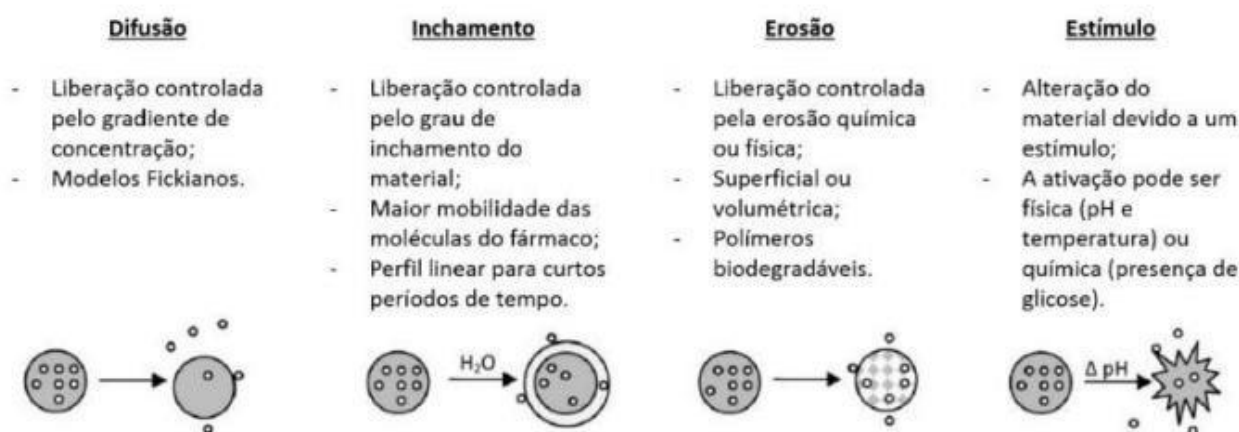 Difusão
- Liberação controlada
pelo gradiente de
concentração;
- Modelos Fickianos.
Inchamento
- Liberação controlada
pelo grau de
inchamento do
material;
- Maior mobilidade das
moléculas do fármaco;
- Perfil linear para curtos
períodos de tempo.
H₂O
Erosão
- Liberação controlada
pela erosão química
ou física;
- Superficial ou
volumétrica;
- Polímeros
biodegradáveis.
Estímulo
- Alteração do
material devido a um
estímulo;
- A ativação pode ser
física (pH e
temperatura) ou
química (presença de
glicose).
Δ pH